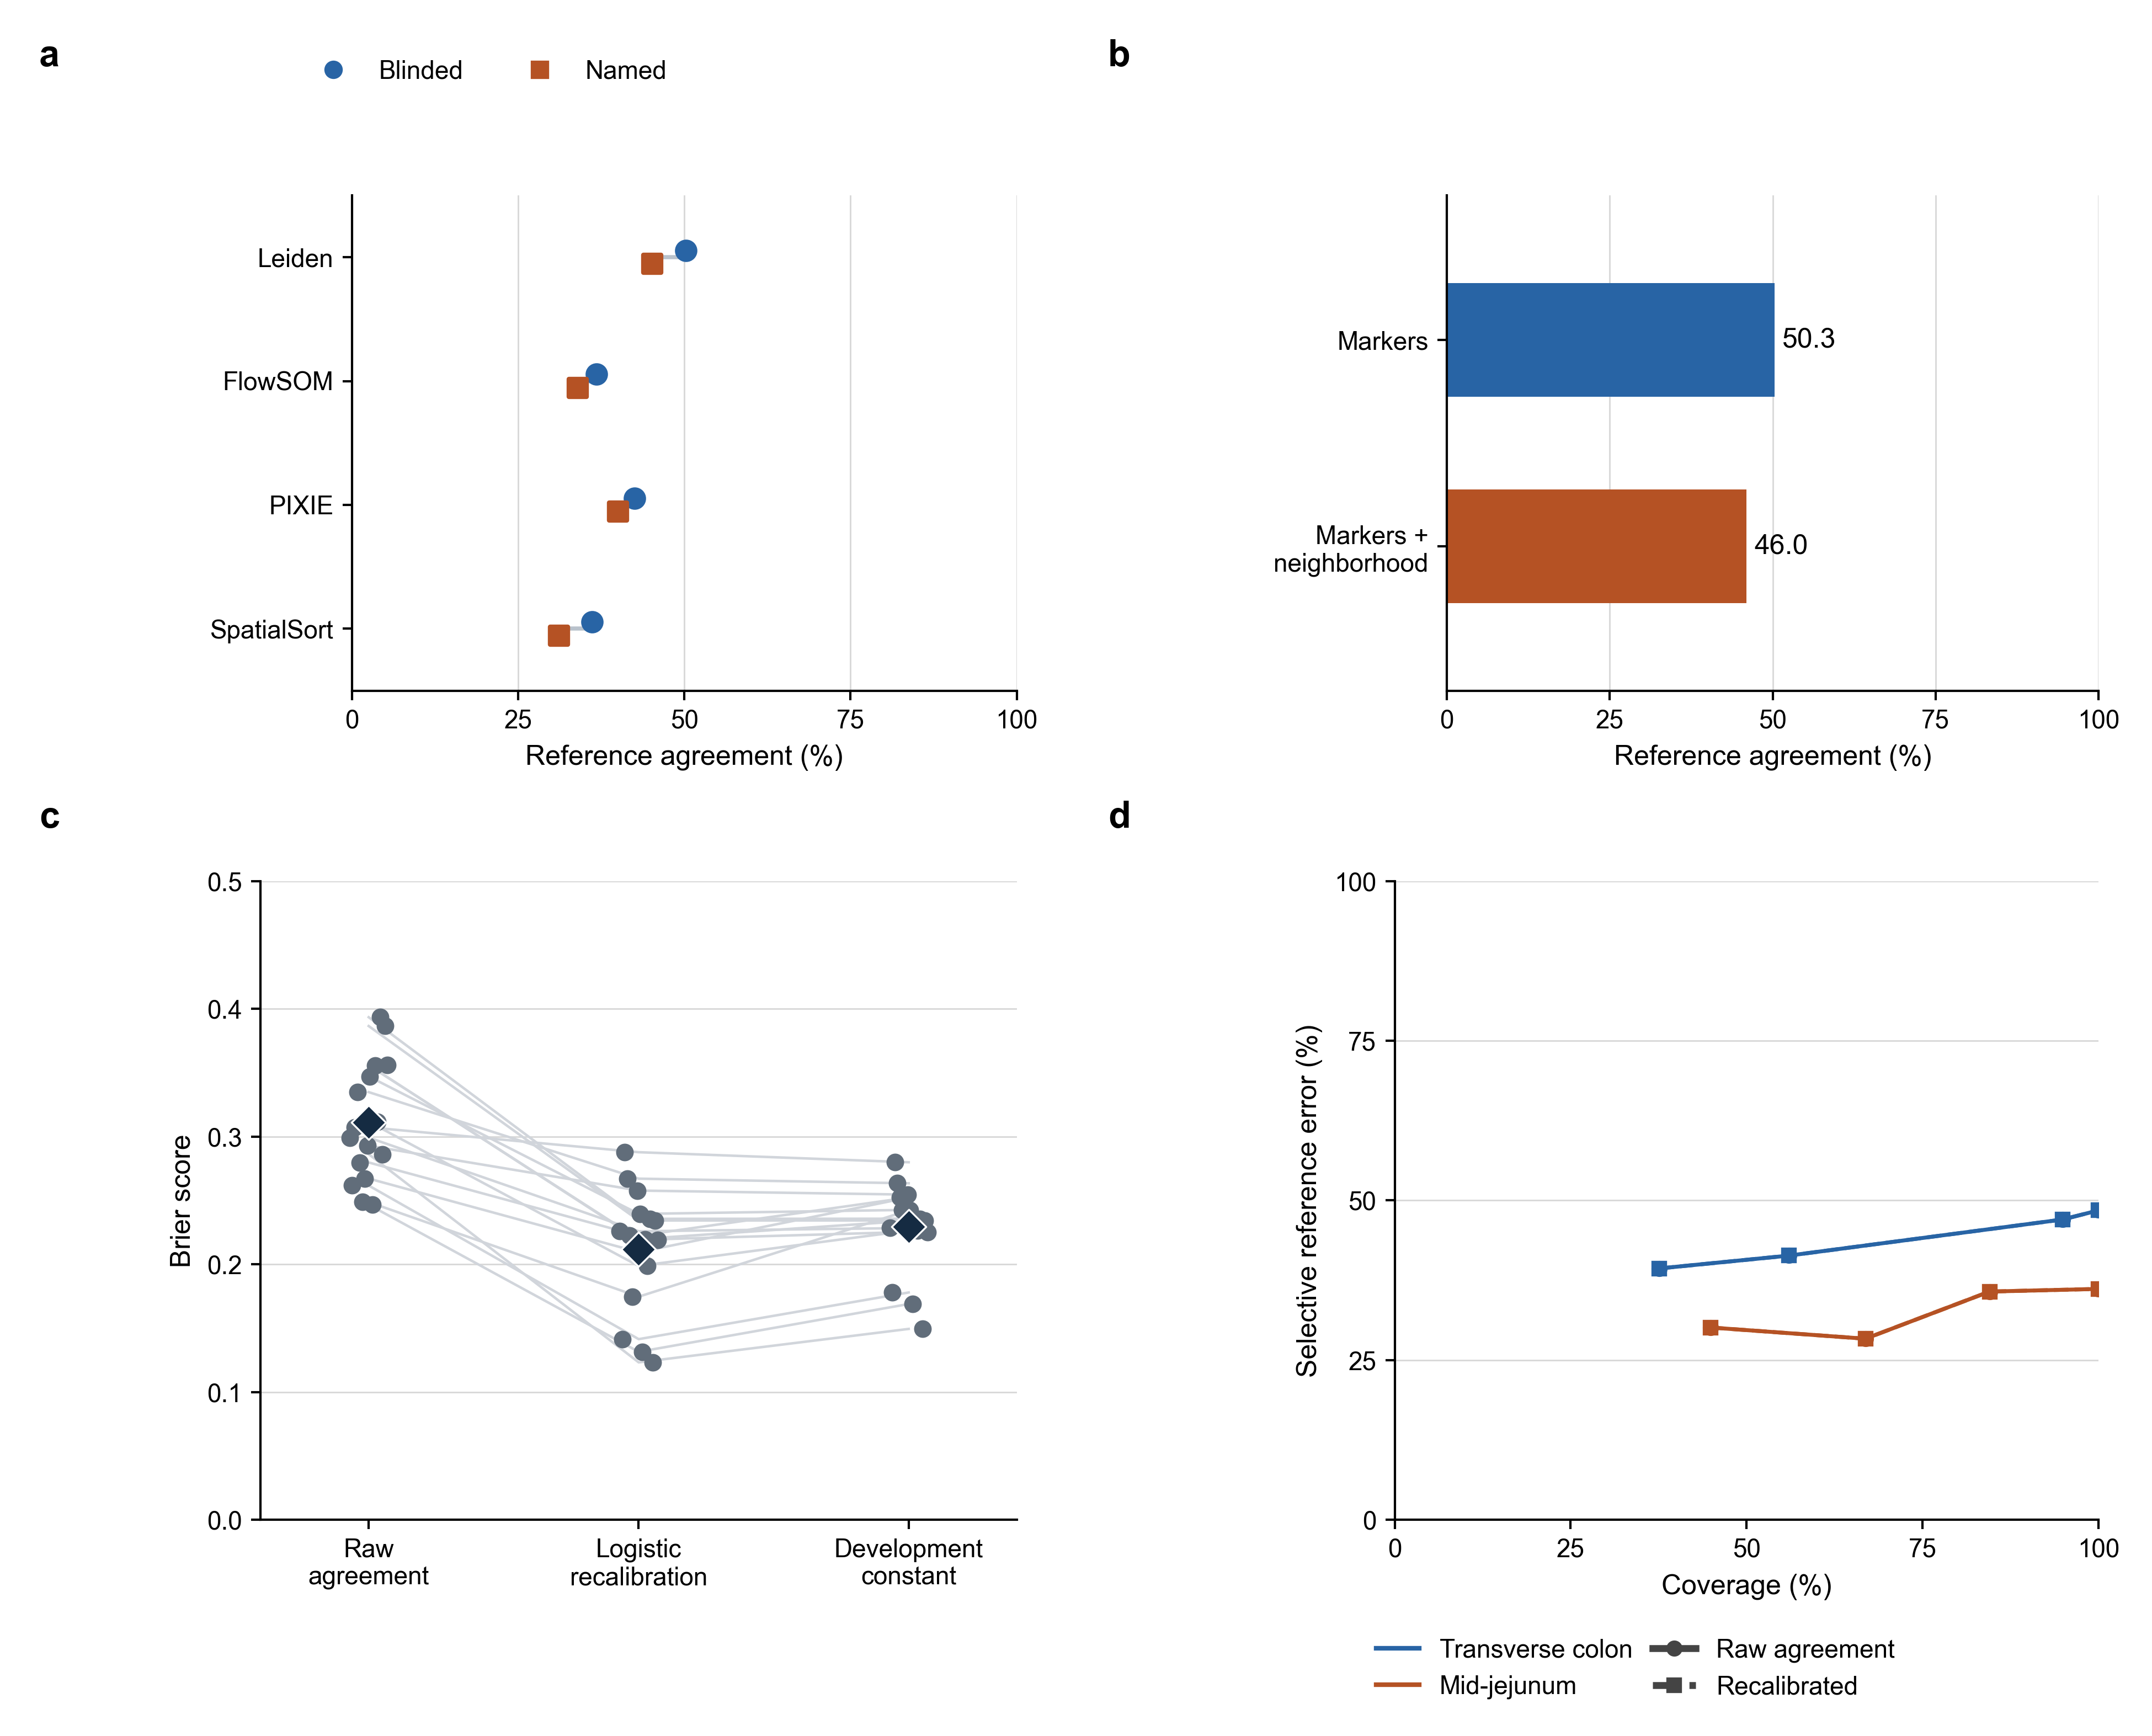 a
Blinded
Named
Leiden
FlowSOM
PIXIE
SpatialSort
0
25
50
75
100
Reference agreement (%)
b
Markers
50.3
Markers +
neighborhood
46.0
0
25
50
75
100
Reference agreement (%)
c
Brier score
0.5
0.4
0.3
0.2
0.1
0.0
Raw
agreement
Logistic
recalibration
Development
constant
d
Selective reference error (%)
100
75
50
25
0
0
25
50
75
100
Coverage (%)
Transverse colon
Mid-jejunum
Raw agreement
Recalibrated